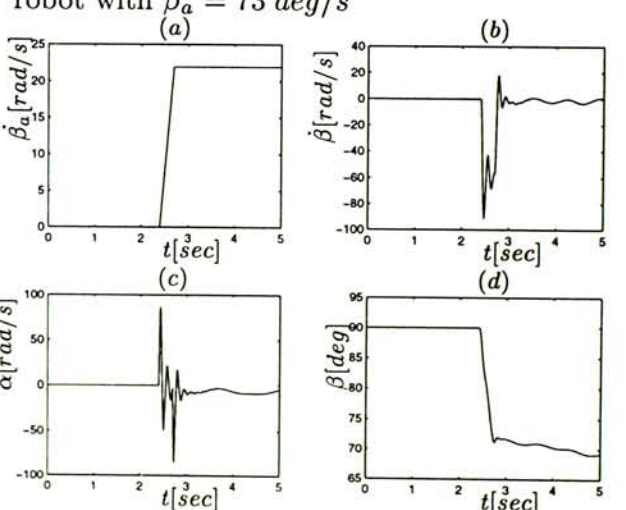 robot with β̇ₐ = 73 deg/s
(a)
(b)
β̇ₐ[rad/s]
25
20
15
10
5
0
0 1 2 3 4 5
t[sec]
β̇[rad/s]
40
20
0
-20
-40
-60
-80
-100
0 1 2 3 4 5
t[sec]
(c)
(d)
α[rad/s]
100
50
0
-50
-100
0 1 2 3 4 5
t[sec]
β[deg]
95
90
85
80
75
70
65
0 1 2 3 4 5
t[sec]